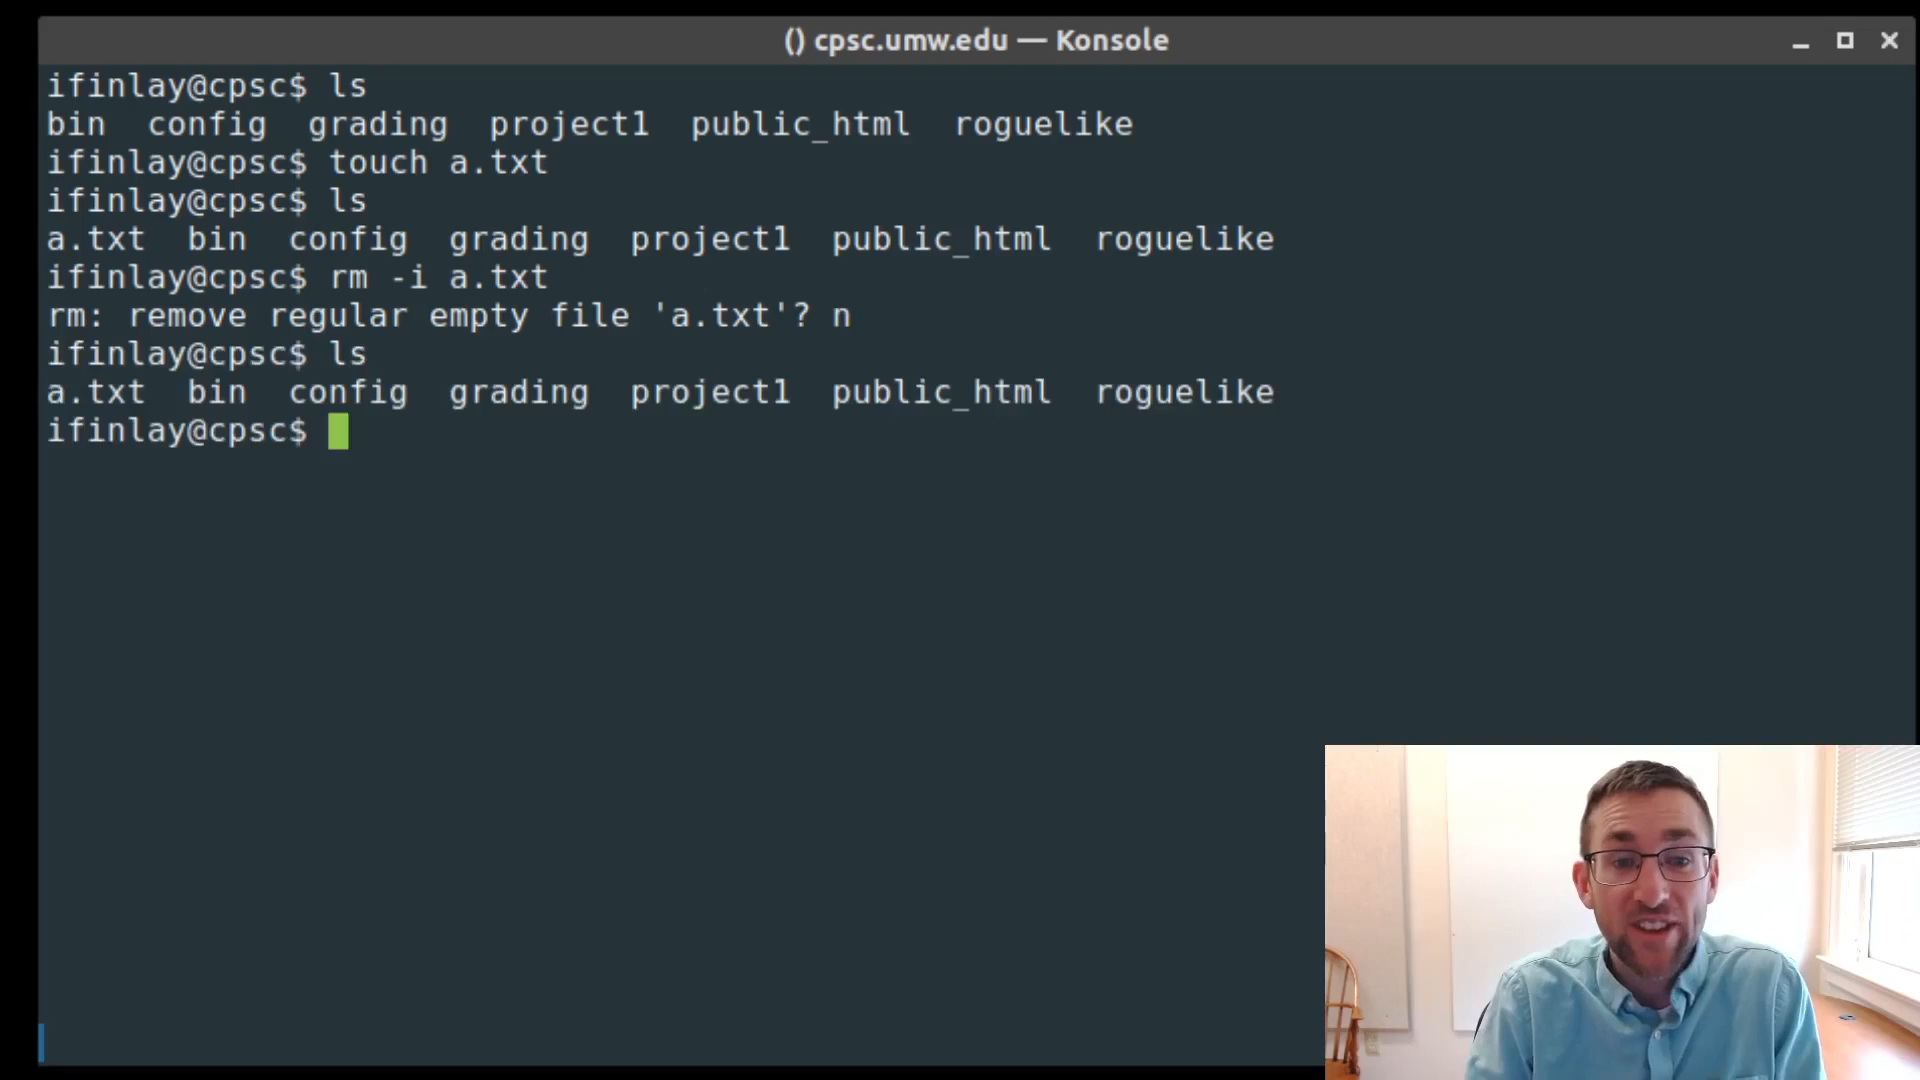 () cpsc.umw.edu — Konsole
ifinlay@cpsc$ ls
bin  config  grading  project1  public_html  roguelike
ifinlay@cpsc$ touch a.txt
ifinlay@cpsc$ ls
a.txt  bin  config  grading  project1  public_html  roguelike
ifinlay@cpsc$ rm -i a.txt
rm: remove regular empty file 'a.txt'? n
ifinlay@cpsc$ ls
a.txt  bin  config  grading  project1  public_html  roguelike
ifinlay@cpsc$